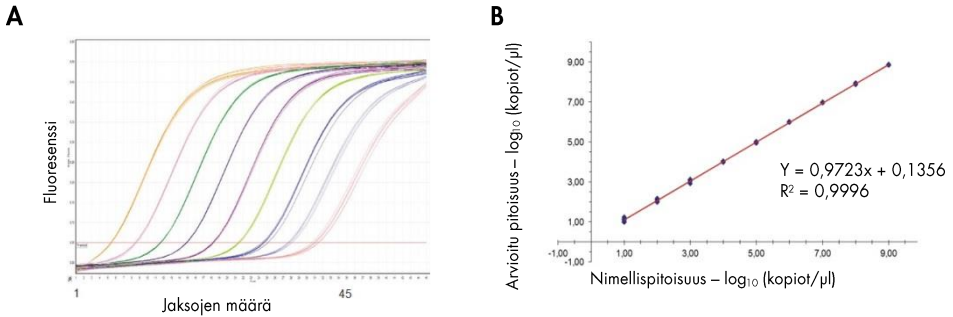 A
Fluoresenssi
1
45
Jaksojen määrä
B
Arvioitu pitoisuus – log₁₀ (kopiot/µl)
9,00
7,00
5,00
3,00
1,00
-1,00
-1,00
1,00
3,00
5,00
7,00
9,00
Y = 0,9723x + 0,1356
R² = 0,9996
Nimellispitoisuus – log₁₀ (kopiot/µl)